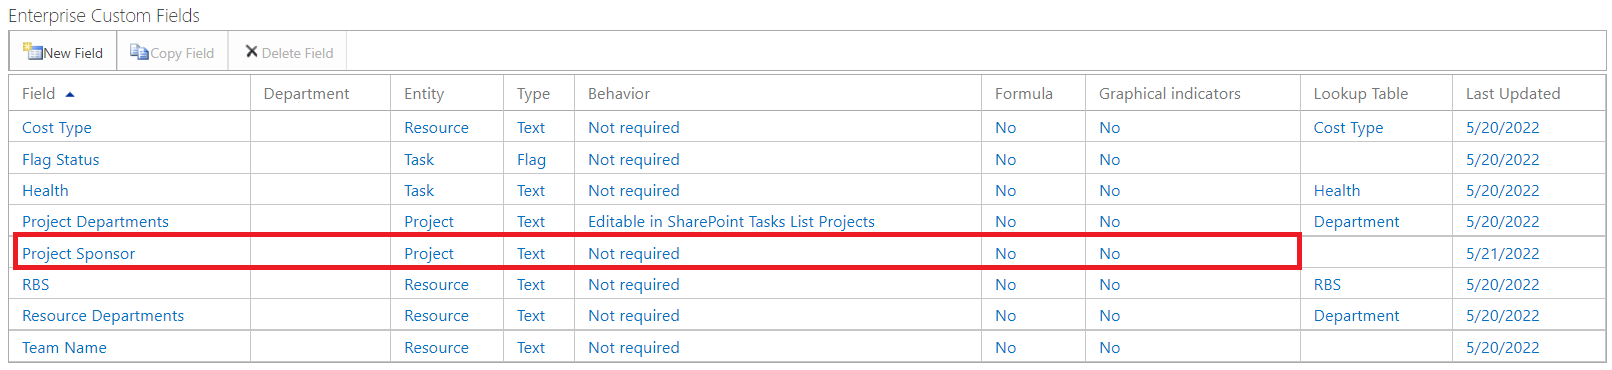 Enterprise Custom Fields
New Field Copy Field Delete Field
Field Department Entity Type Behavior Formula Graphical indicators Lookup Table Last Updated
Cost Type Resource Text Not required No No Cost Type 5/20/2022
Flag Status Task Flag Not required No No 5/20/2022
Health Task Text Not required No No Health 5/20/2022
Project Departments Project Text Editable in SharePoint Tasks List Projects No No Department 5/20/2022
Project Sponsor Project Text Not required No No 5/21/2022
RBS Resource Text Not required No No RBS 5/20/2022
Resource Departments Resource Text Not required No No Department 5/20/2022
Team Name Resource Text Not required No No 5/20/2022